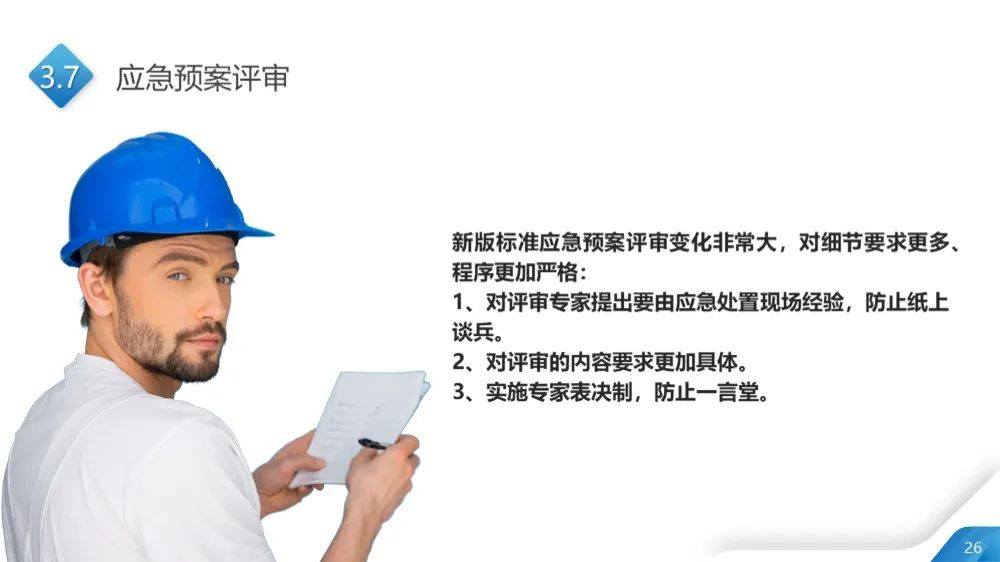 3.7
应急预案评审
新版标准应急预案评审变化非常大，对细节要求更多、
程序更加严格：
1、对评审专家提出要由应急处置现场经验，防止纸上
谈兵。
2、对评审的内容要求更加具体。
3、实施专家表决制，防止一言堂。
26